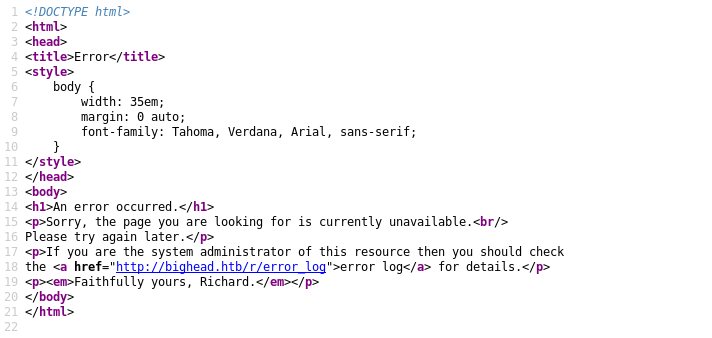 1 <!DOCTYPE html>
2 <html>
3 <head>
4 <title>Error</title>
5 <style>
6     body {
7         width: 35em;
8         margin: 0 auto;
9         font-family: Tahoma, Verdana, Arial, sans-serif;
10     }
11 </style>
12 </head>
13 <body>
14 <h1>An error occurred.</h1>
15 <p>Sorry, the page you are looking for is currently unavailable.<br/>
16 Please try again later.</p>
17 <p>If you are the system administrator of this resource then you should check
18 the <a href="http://bighead.htb/r/error_log">error log</a> for details.</p>
19 <p><em>Faithfully yours, Richard.</em></p>
20 </body>
21 </html>
22